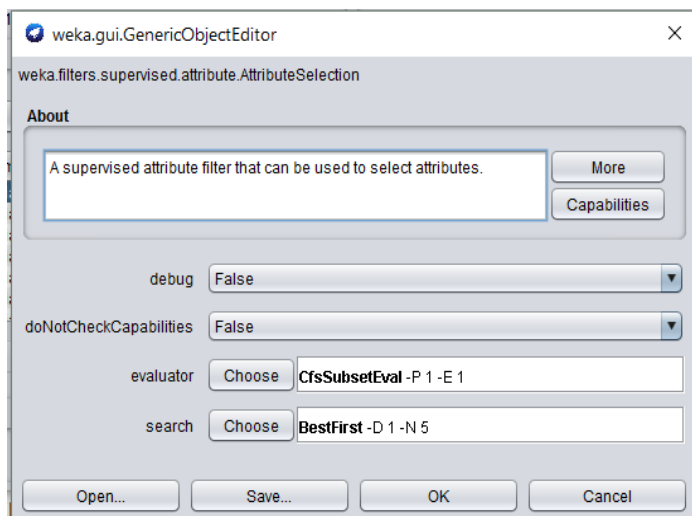 weka.gui.GenericObjectEditor
weka.filters.supervised.attribute.AttributeSelection
About
A supervised attribute filter that can be used to select attributes.
More
Capabilities
debug False
doNotCheckCapabilities False
evaluator Choose CfsSubsetEval -P 1 -E 1
search Choose BestFirst -D 1 -N 5
Open... Save... OK Cancel